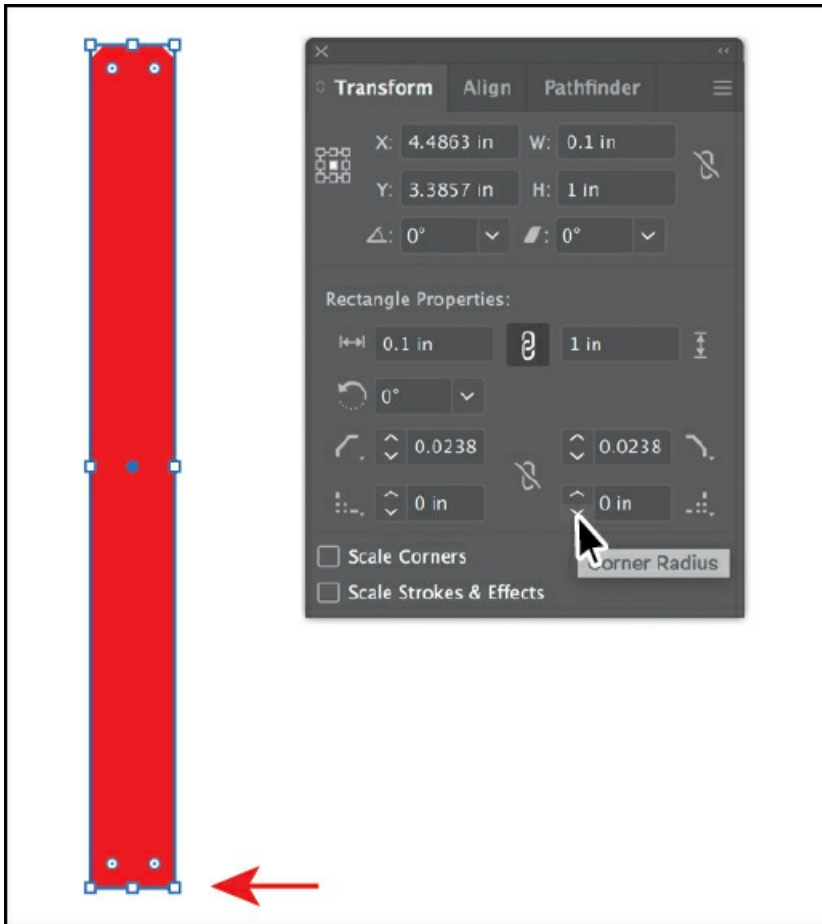 Transform Align Pathfinder
X: 4.4863 in W: 0.1 in
Y: 3.3857 in H: 1 in
0° 0°
Rectangle Properties:
0.1 in 1 in
0°
0.0238 0.0238
0 in 0 in
Scale Corners
Corner Radius
Scale Strokes & Effects